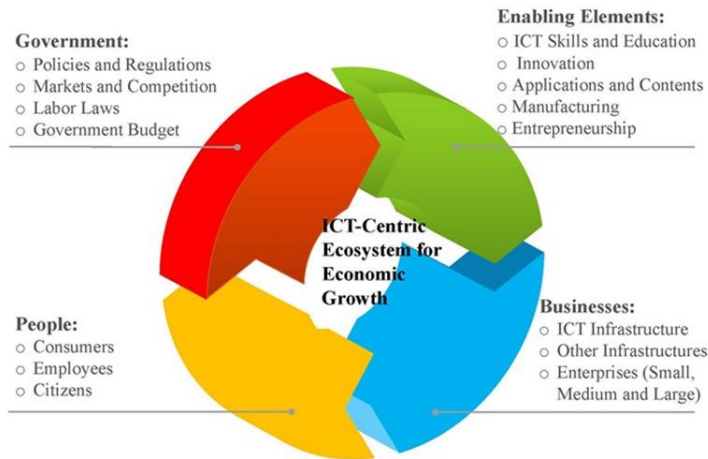 Government:
○ Policies and Regulations
○ Markets and Competition
○ Labor Laws
○ Government Budget
Enabling Elements:
○ ICT Skills and Education
○ Innovation
○ Applications and Contents
○ Manufacturing
○ Entrepreneurship
ICT-Centric
Ecosystem for
Economic
Growth
People:
○ Consumers
○ Employees
○ Citizens
Businesses:
○ ICT Infrastructure
○ Other Infrastructures
○ Enterprises (Small,
Medium and Large)